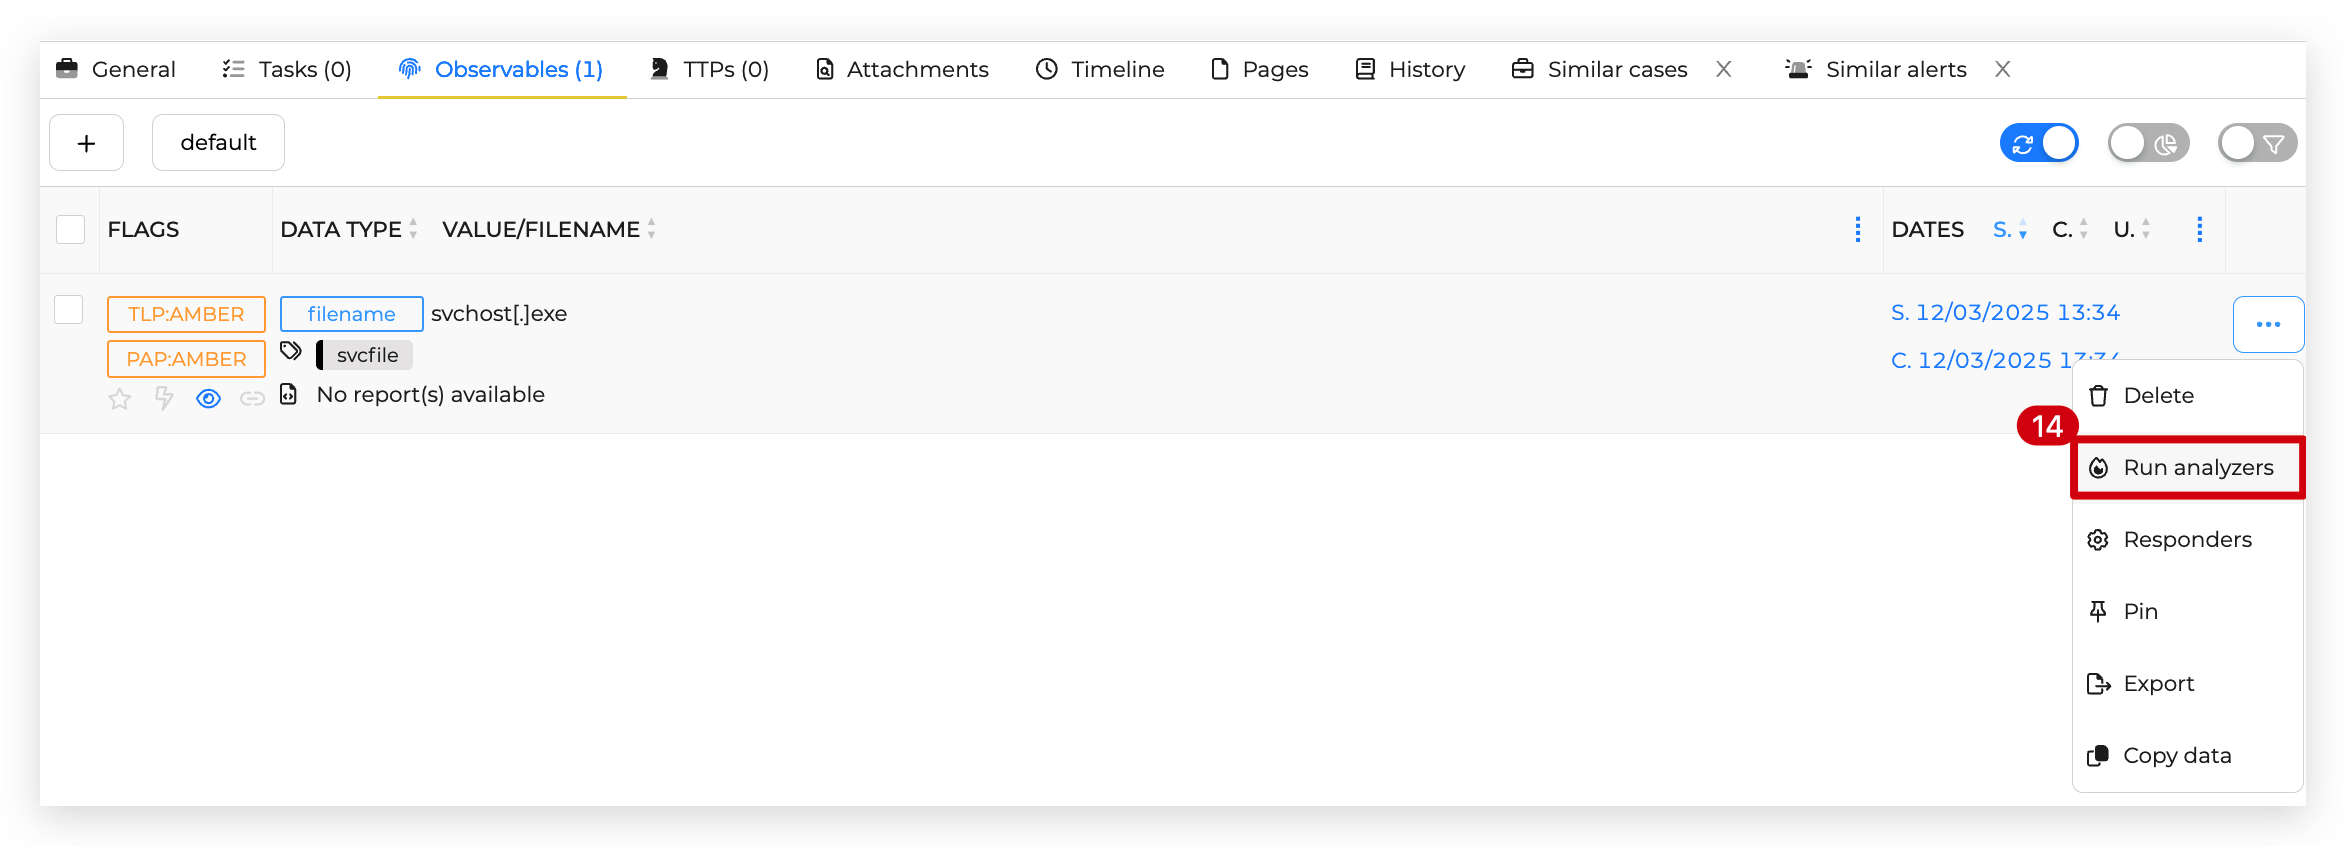 General Tasks (0) Observables (1) TTPs (0) Attachments Timeline Pages History Similar cases X Similar alerts X
+ default
FLAGS DATA TYPE VALUE/FILENAME DATES S. C. U.
TLP:AMBER filename svchost[.]exe S. 12/03/2025 13:34
PAP:AMBER svcfile C. 12/03/2025 13:34
No report(s) available
Delete
14
Run analyzers
Responders
Pin
Export
Copy data